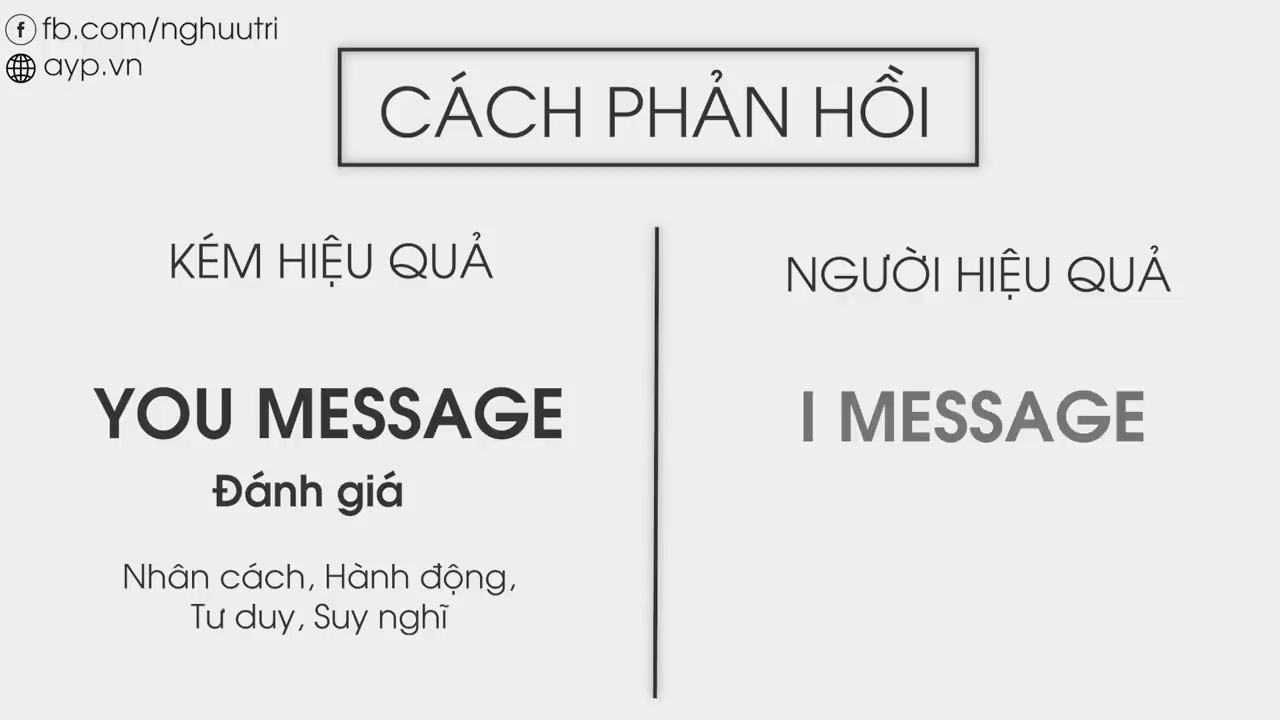 fb.com/nghuutri
ayp.vn
CÁCH PHẢN HỒI
KÉM HIỆU QUẢ
YOU MESSAGE
Đánh giá
Nhân cách, Hành động,
Tư duy, Suy nghĩ
NGƯỜI HIỆU QUẢ
I MESSAGE